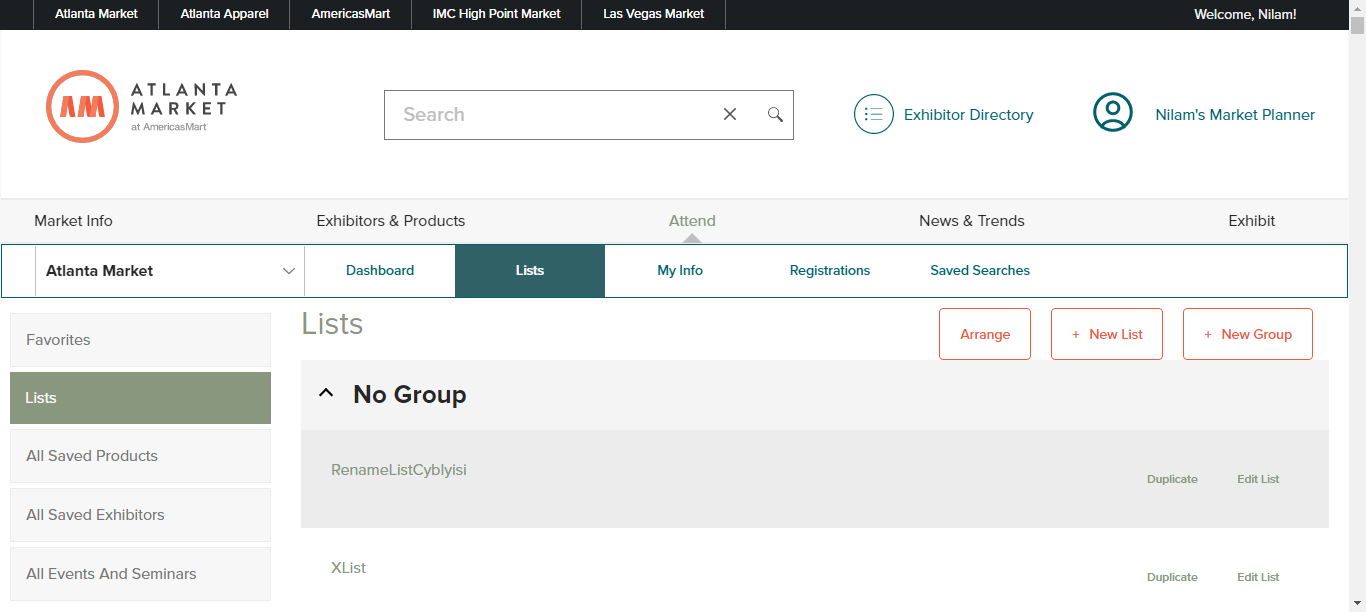 Atlanta Market Atlanta Apparel AmericasMart IMC High Point Market Las Vegas Market Welcome, Nilam!
AM ATLANTA
MARKET
at AmericasMart
Search
Exhibitor Directory
Nilam's Market Planner
Market Info Exhibitors & Products Attend News & Trends Exhibit
Atlanta Market Dashboard Lists My Info Registrations Saved Searches
Favorites
Lists
All Saved Products
All Saved Exhibitors
All Events And Seminars
Lists
Arrange + New List + New Group
No Group
RenameListCyblyisi
Duplicate Edit List
XList
Duplicate Edit List